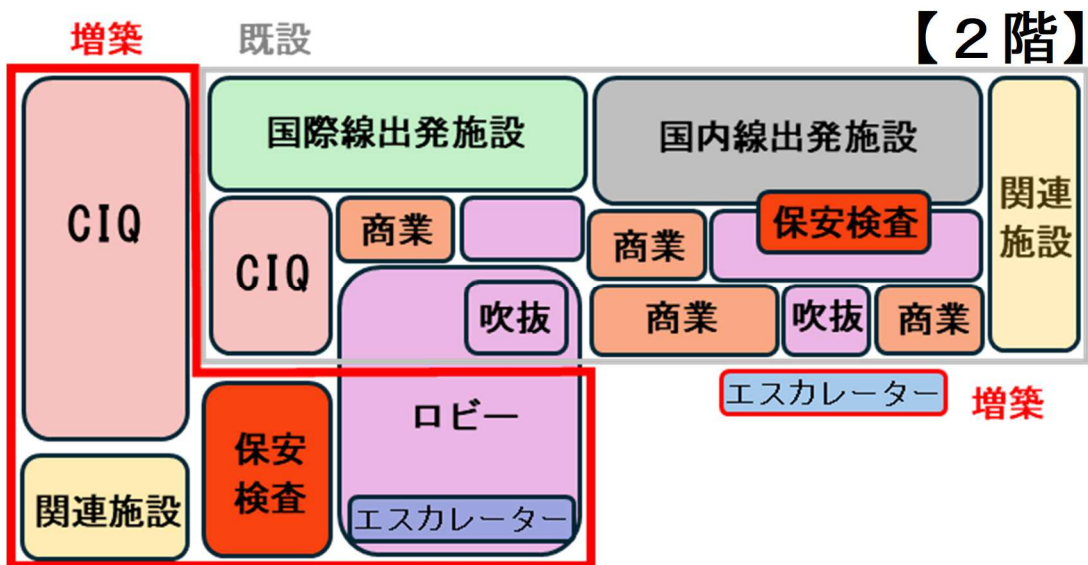 【２階】
増築
既設
CIQ
国際線出発施設
国内線出発施設
関連
施設
CIQ
商業
商業
保安検査
吹抜
商業
吹抜
商業
エスカレーター
増築
ロビー
保安
検査
関連施設
エスカレーター